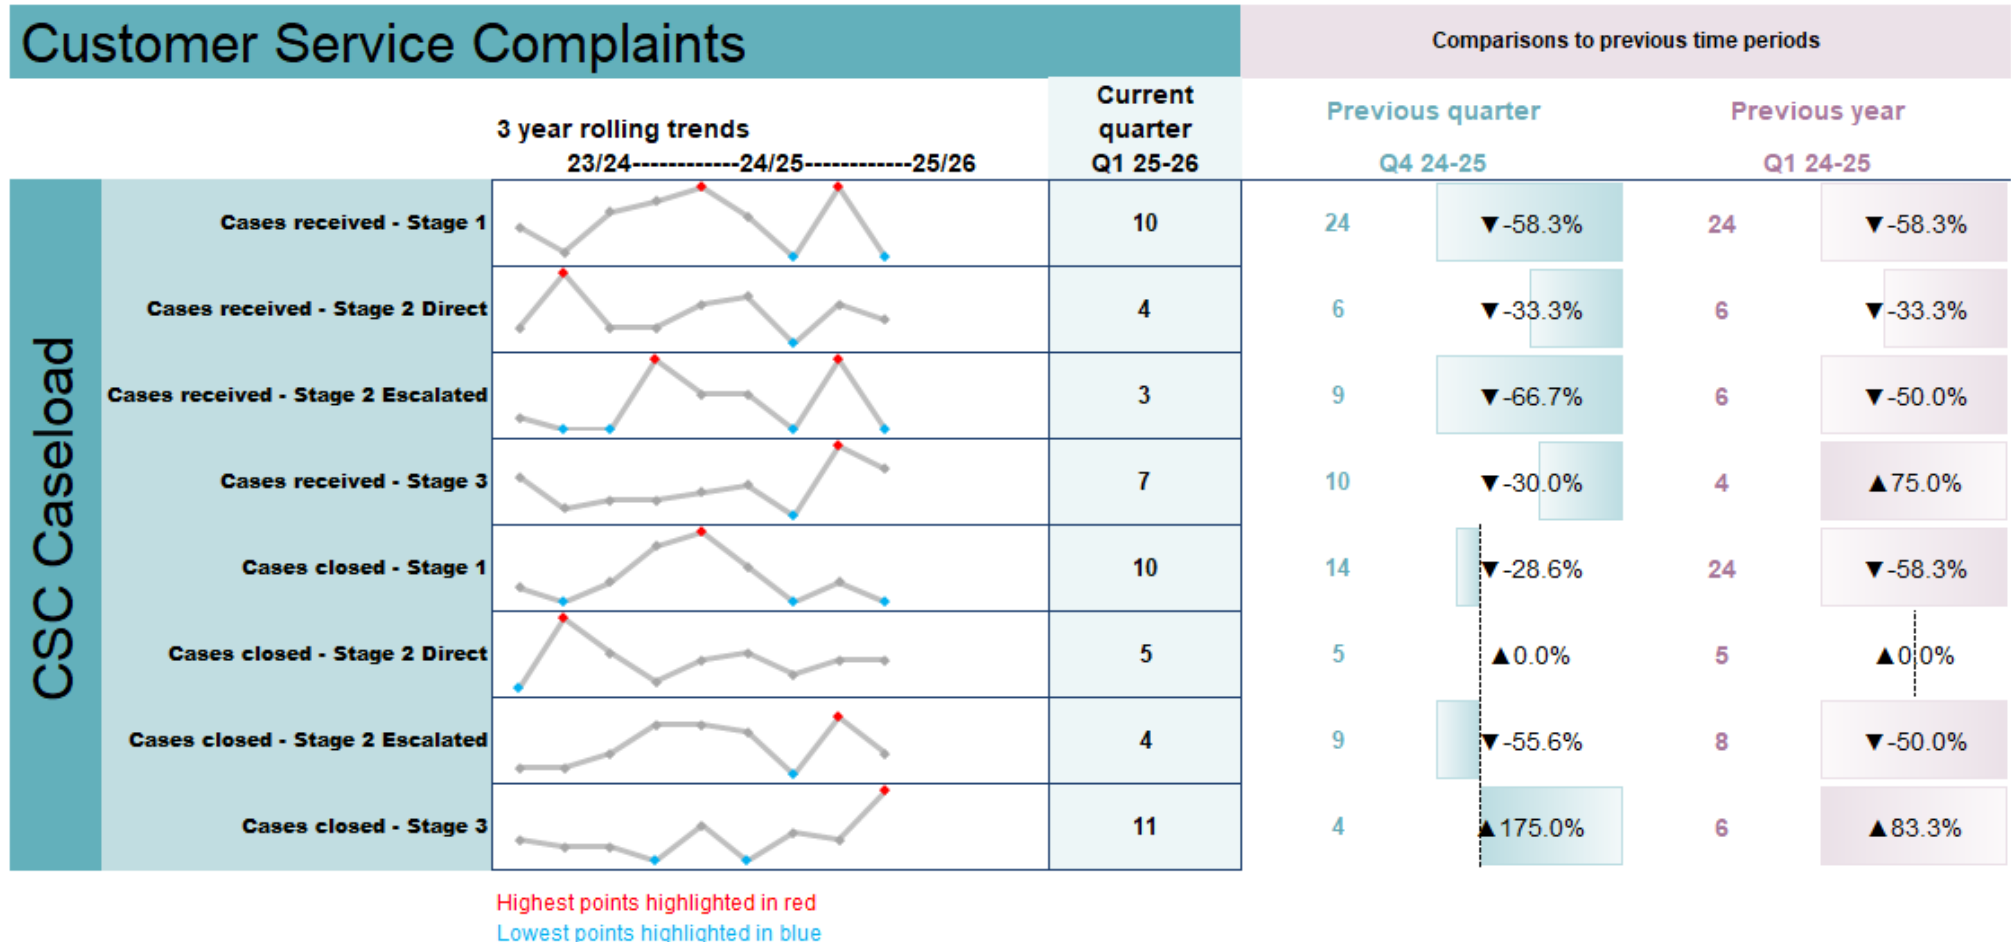 Customer Service Complaints
Comparisons to previous time periods
3 year rolling trends
23/24------------24/25------------25/26
Current
quarter
Q1 25-26
Previous quarter
Q4 24-25
Previous year
Q1 24-25
CSC Caseload
Cases received - Stage 1 10 24 ▼-58.3% 24 ▼-58.3%
Cases received - Stage 2 Direct 4 6 ▼-33.3% 6 ▼-33.3%
Cases received - Stage 2 Escalated 3 9 ▼-66.7% 6 ▼-50.0%
Cases received - Stage 3 7 10 ▼-30.0% 4 ▲75.0%
Cases closed - Stage 1 10 14 ▼-28.6% 24 ▼-58.3%
Cases closed - Stage 2 Direct 5 5 ▲0.0% 5 ▲0.0%
Cases closed - Stage 2 Escalated 4 9 ▼-55.6% 8 ▼-50.0%
Cases closed - Stage 3 11 4 ▲175.0% 6 ▲83.3%
Highest points highlighted in red
Lowest points highlighted in blue